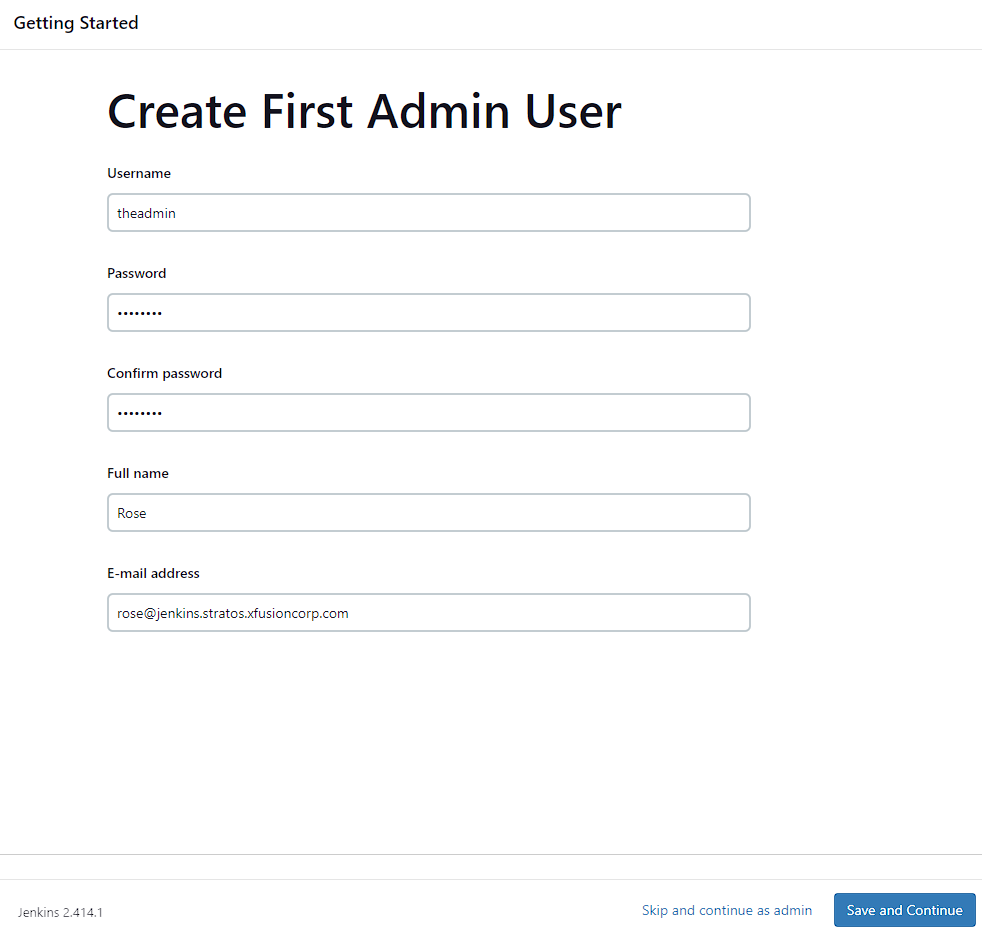 Getting Started
Create First Admin User
Username
theadmin
Password
••••••••
Confirm password
••••••••
Full name
Rose
E-mail address
rose@jenkins.stratos.xfusioncorp.com
Jenkins 2.414.1
Skip and continue as admin
Save and Continue